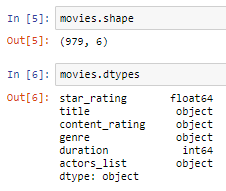 In [5]: movies.shape
Out[5]: (979, 6)
In [6]: movies.dtypes
Out[6]: star_rating float64
title object
content_rating object
genre object
duration int64
actors_list object
dtype: object